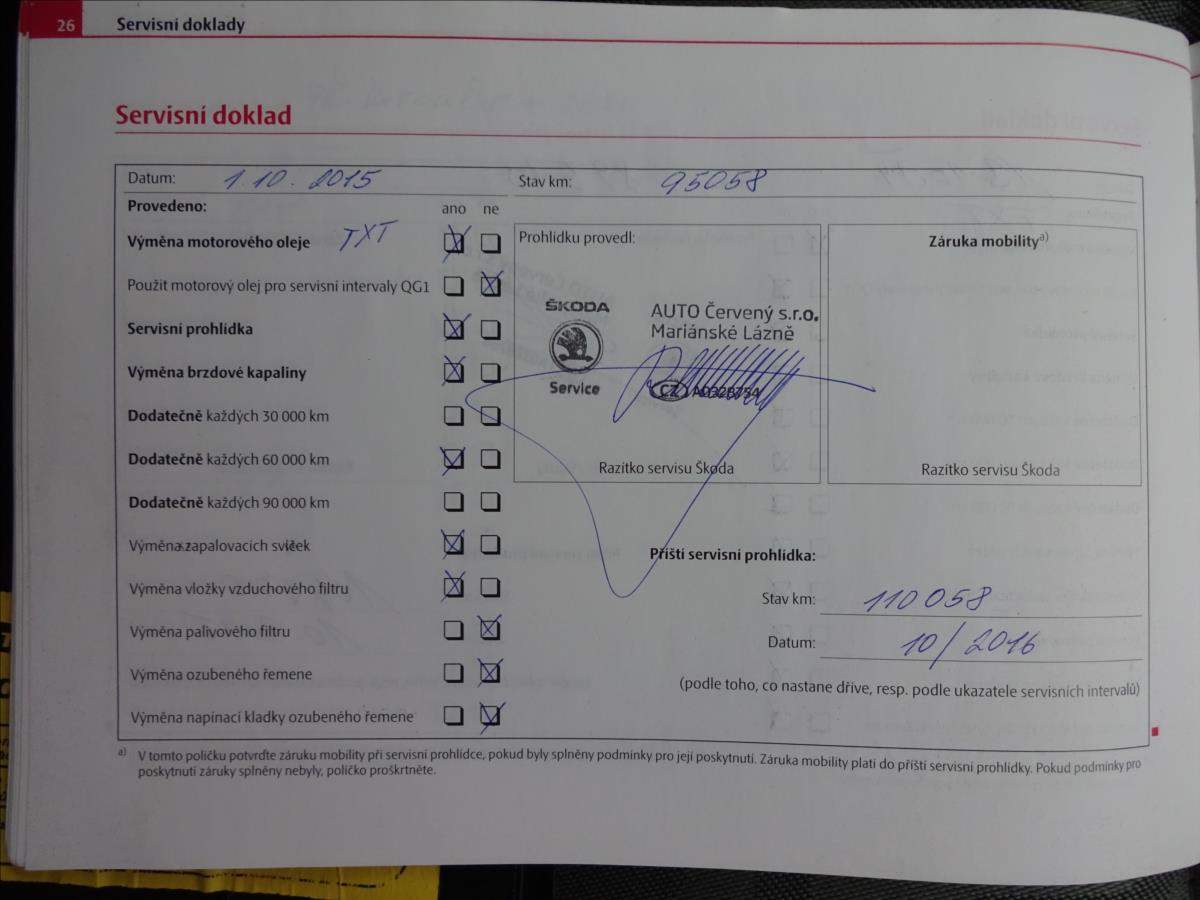 26 Servisní doklady
Servisní doklad
Datum: 1.10.2015 Stav km: 95058
Provedeno: ano ne
Výměna motorového oleje TXT
Použit motorový olej pro servisní intervaly QG1
Servisní prohlídka
Výměna brzdové kapaliny
Dodatečně každých 30 000 km
Dodatečně každých 60 000 km
Dodatečně každých 90 000 km
Výměna zapalovacích svíček
Výměna vložky vzduchového filtru
Výměna palivového filtru
Výměna ozubeného řemene
Výměna napínací kladky ozubeného řemene
Prohlídku provedl:
ŠKODA
Service
AUTO Červený s.r.o.
Mariánské Lázně
CZ
Razítko servisu Škoda
Záruka mobility a)
Razítko servisu Škoda
Příští servisní prohlídka:
Stav km: 110058
Datum: 10/2016
(podle toho, co nastane dříve, resp. podle ukazatele servisních intervalů)
a) V tomto políčku potvrďte záruku mobility při servisní prohlídce, pokud byly splněny podmínky pro její poskytnutí. Záruka mobility platí do příští servisní prohlídky. Pokud podmínky pro
poskytnutí záruky splněny nebyly, políčko proškrtněte.